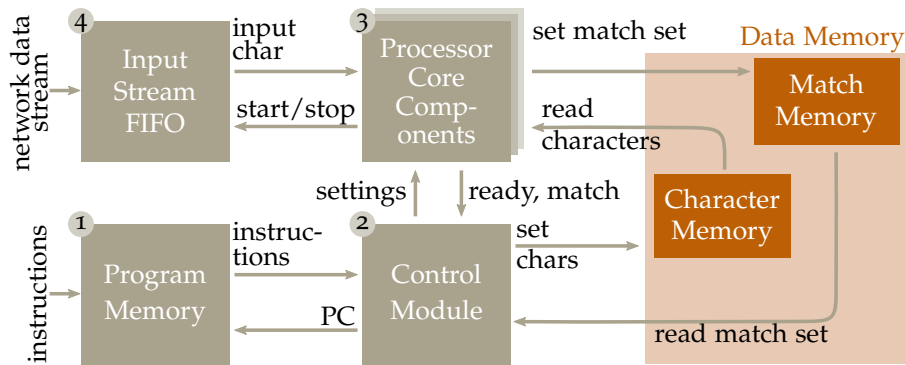 4
Input
Stream
FIFO
network data
stream
input
char
start/stop
3
Processor
Core
Comp-
onents
set match set
read
characters
Data Memory
Match
Memory
Character
Memory
settings
ready, match
1
Program
Memory
instructions
instruc-
tions
PC
2
Control
Module
set
chars
read match set